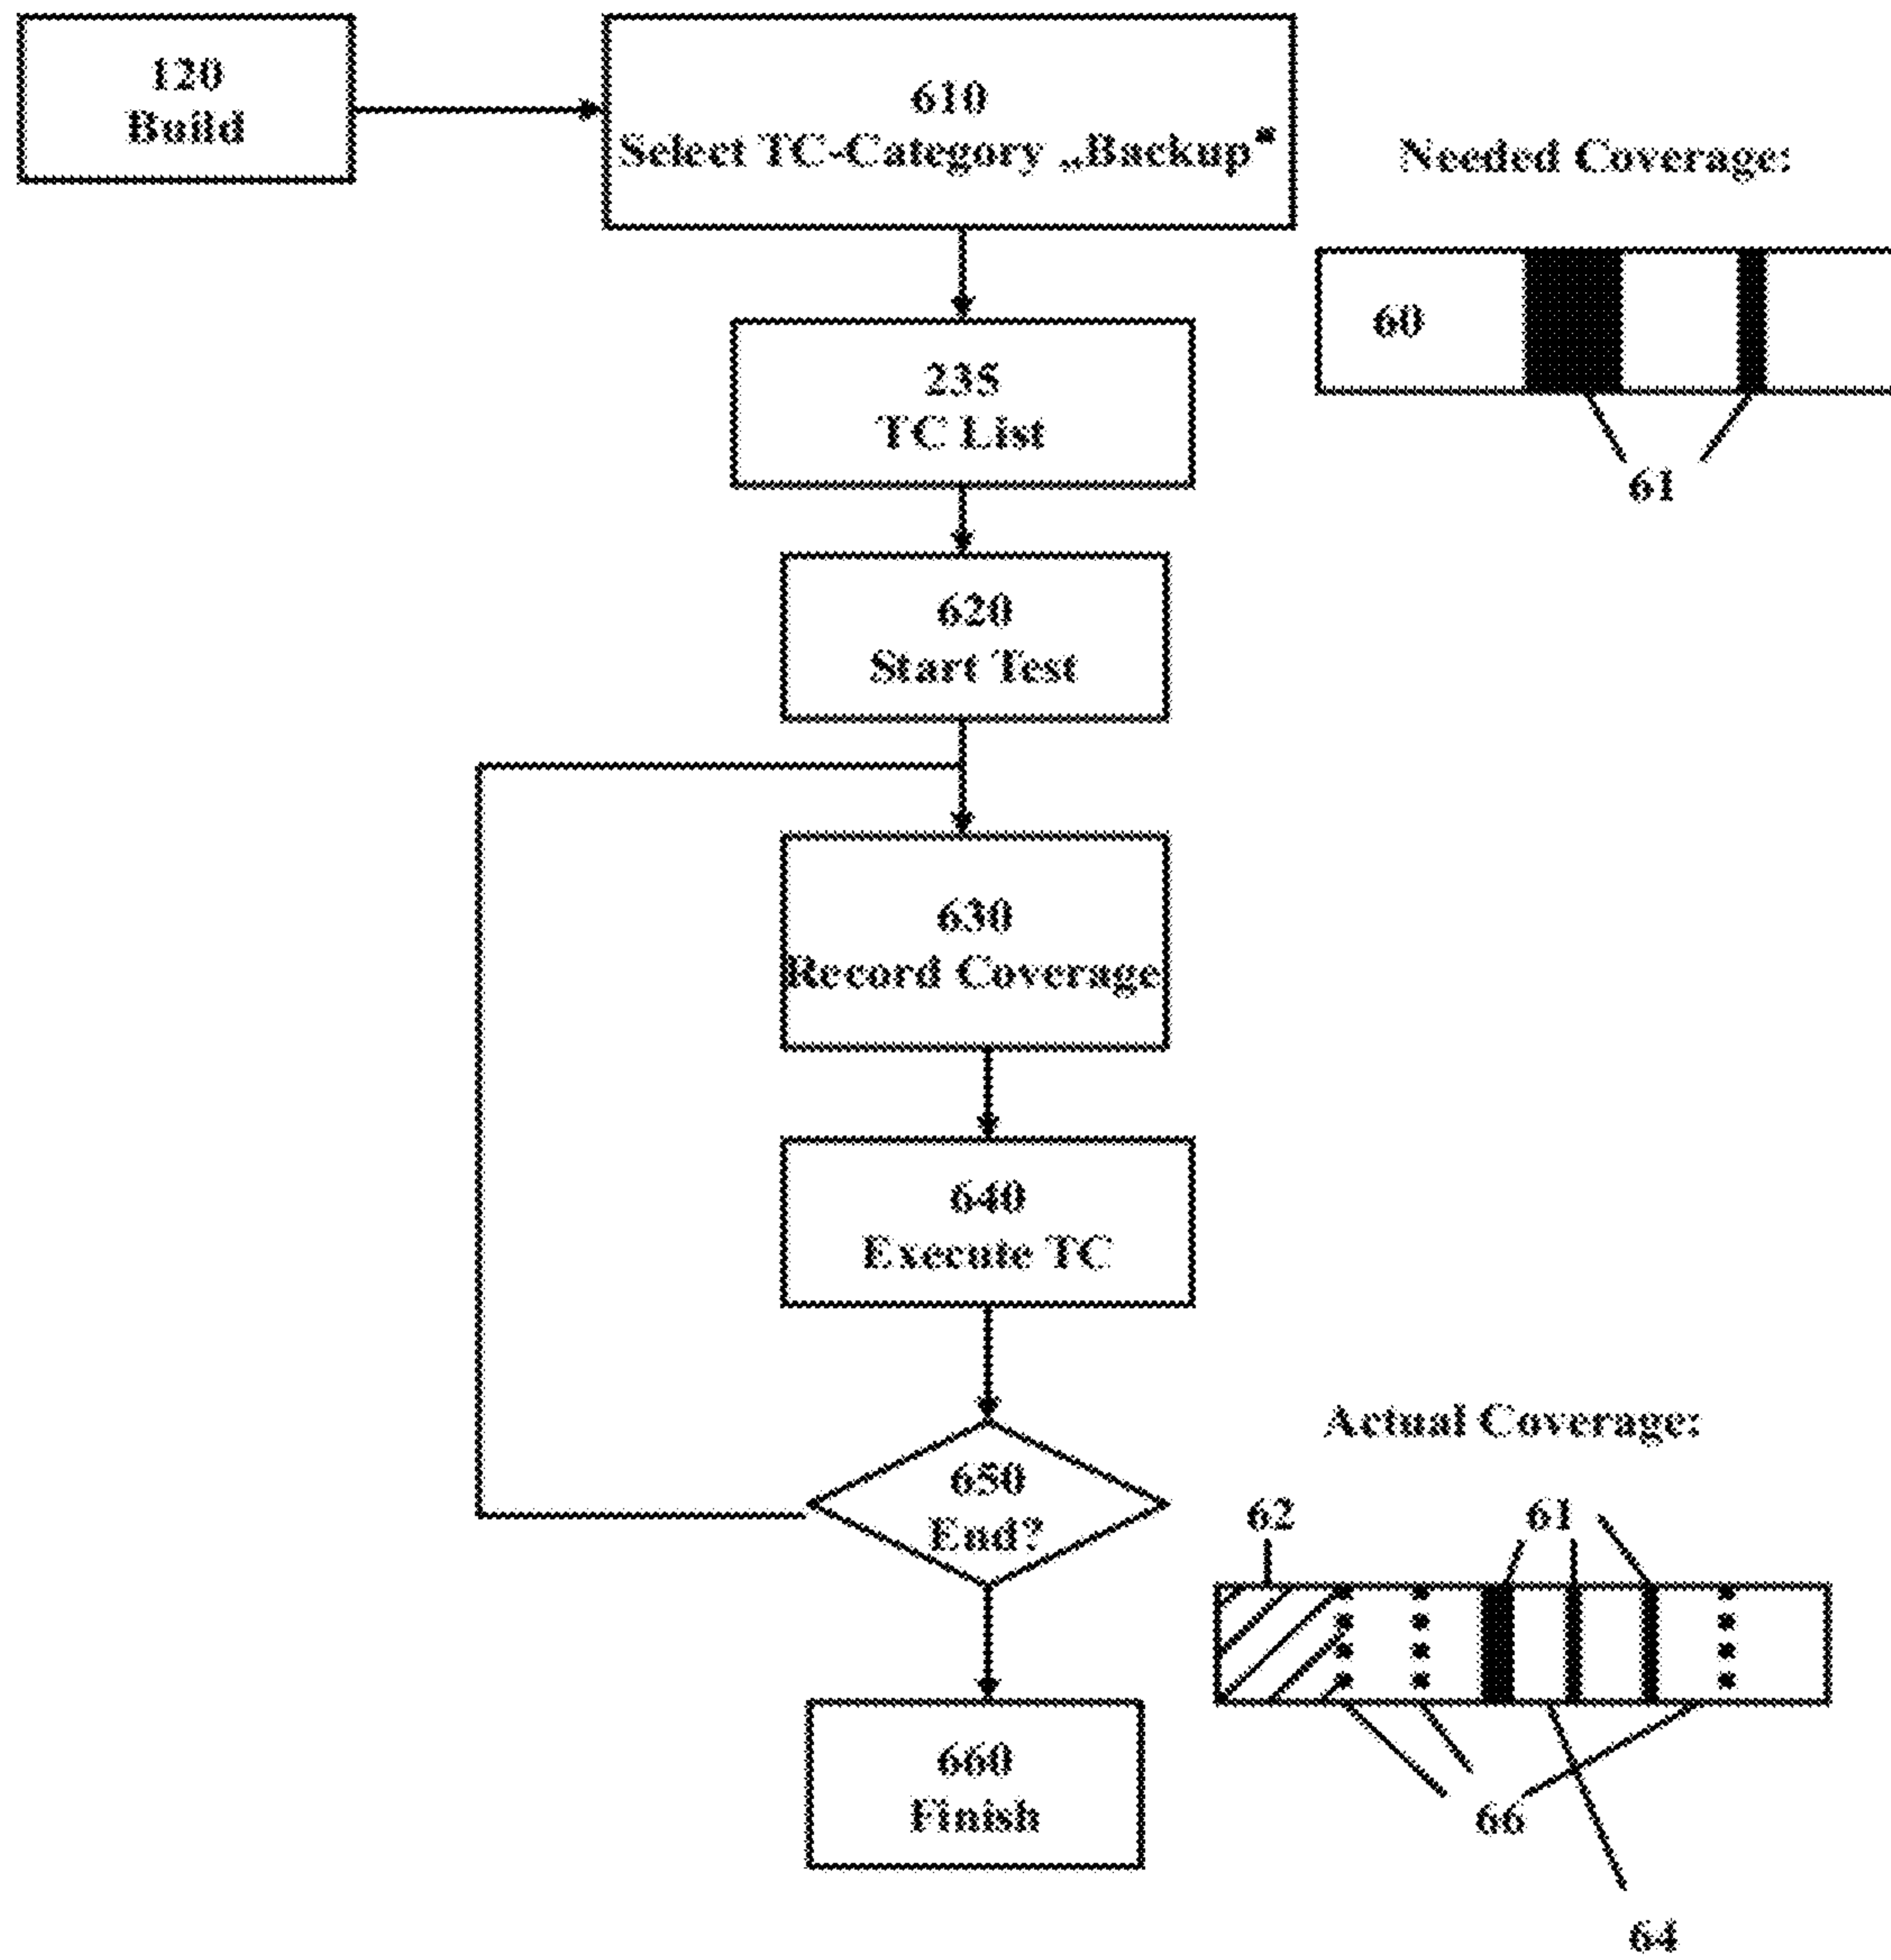 120
Build
610
Select TC-Category „Backup“
Needed Coverage:
60
61
235
TC List
620
Start Test
630
Record Coverage
640
Execute TC
650
End?
Actual Coverage:
62
61
660
Finish
66
64